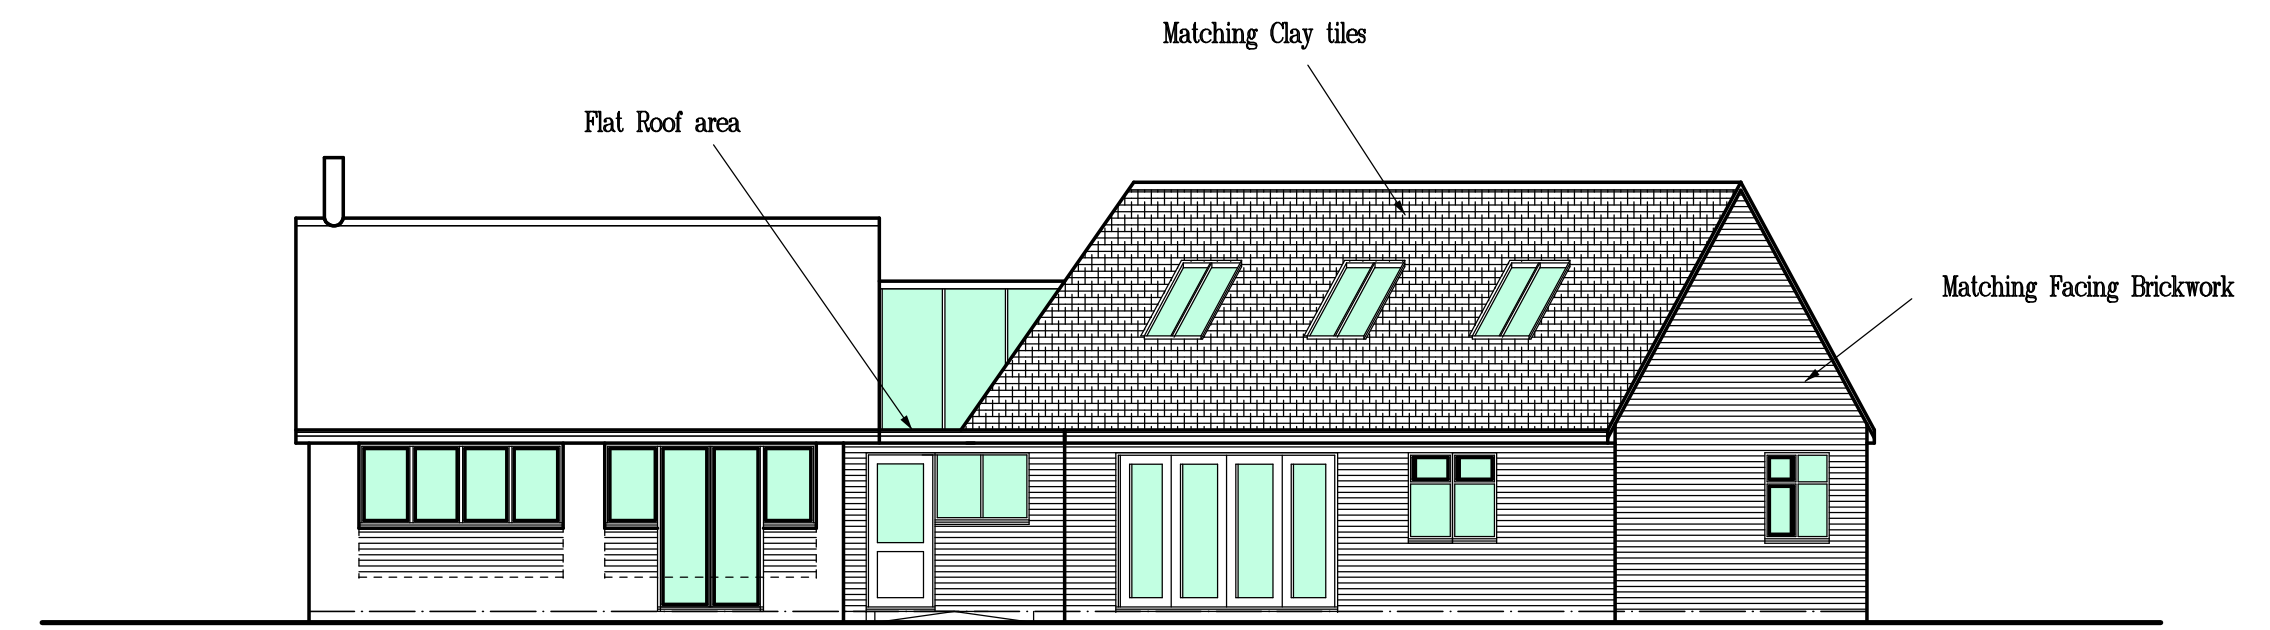 Matching Clay tiles
Flat Roof area
Matching Facing Brickwork